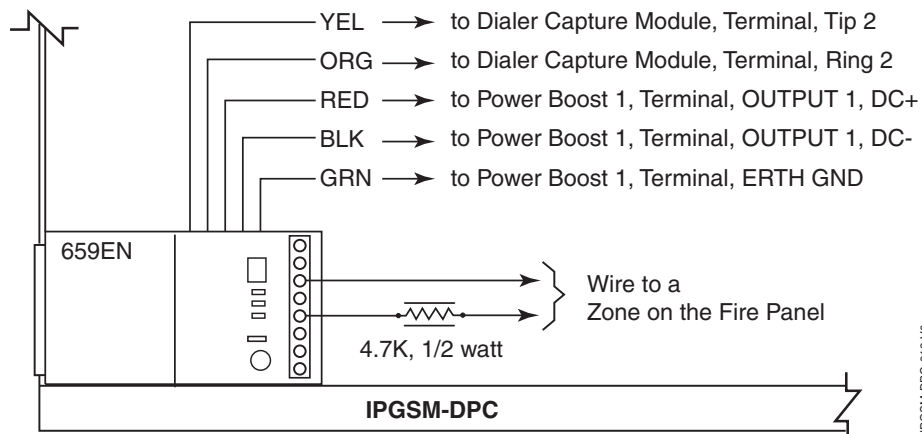 YEL to Dialer Capture Module, Terminal, Tip 2
ORG to Dialer Capture Module, Terminal, Ring 2
RED to Power Boost 1, Terminal, OUTPUT 1, DC+
BLK to Power Boost 1, Terminal, OUTPUT 1, DC-
GRN to Power Boost 1, Terminal, ERTH GND
659EN
Wire to a
Zone on the Fire Panel
4.7K, 1/2 watt
IPGSM-DPC